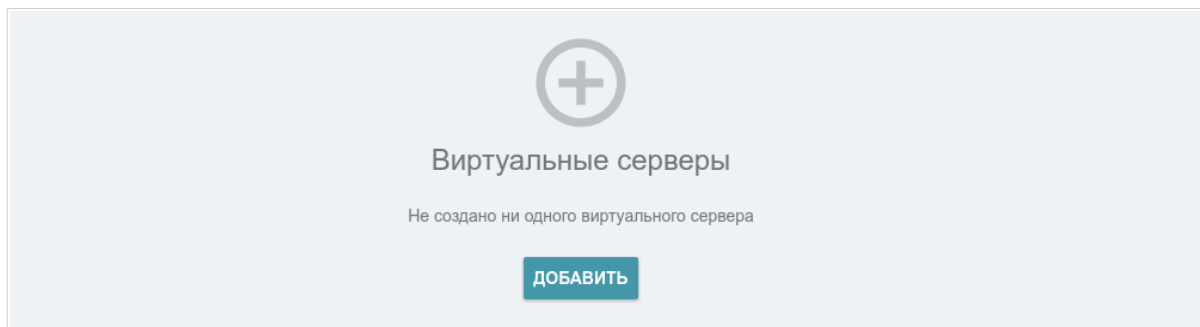 Виртуальные серверы
Не создано ни одного виртуального сервера
ДОБАВИТЬ